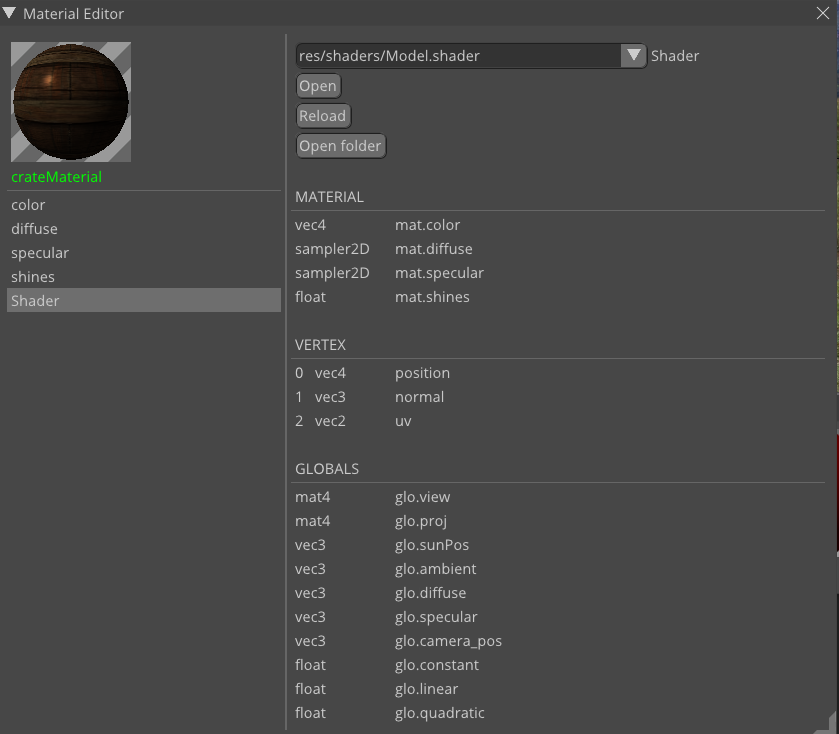 Material Editor
crateMaterial
color
diffuse
specular
shines
Shader
res/shaders/Model.shader Shader
Open
Reload
Open folder
MATERIAL
vec4 mat.color
sampler2D mat.diffuse
sampler2D mat.specular
float mat.shines
VERTEX
0 vec4 position
1 vec3 normal
2 vec2 uv
GLOBALS
mat4 glo.view
mat4 glo.proj
vec3 glo.sunPos
vec3 glo.ambient
vec3 glo.diffuse
vec3 glo.specular
vec3 glo.camera_pos
float glo.constant
float glo.linear
float glo.quadratic